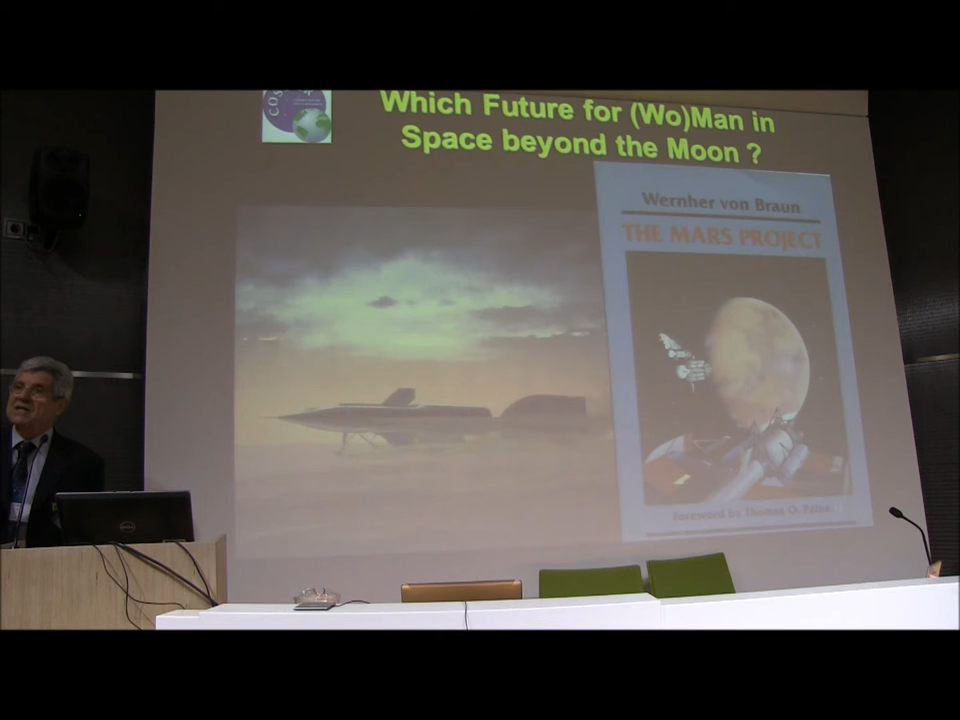 Which Future for (Wo)Man in
Space beyond the Moon ?
Wernher von Braun
THE MARS PROJECT
Foreword by Thomas O. Paine
DELL